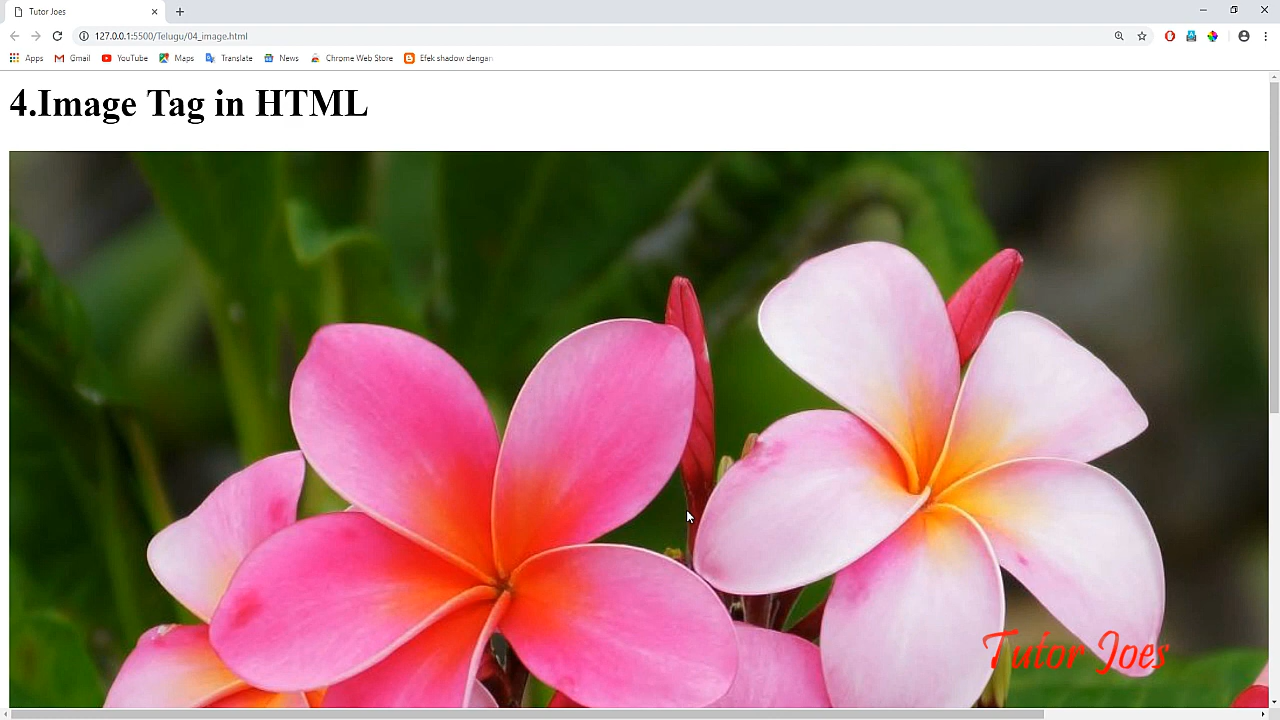 Tutor Joes
127.0.0.1:5500/Telugu/04_image.html
Apps Gmail YouTube Maps Translate News Chrome Web Store Efek shadow dengan
4.Image Tag in HTML
Tutor Joes